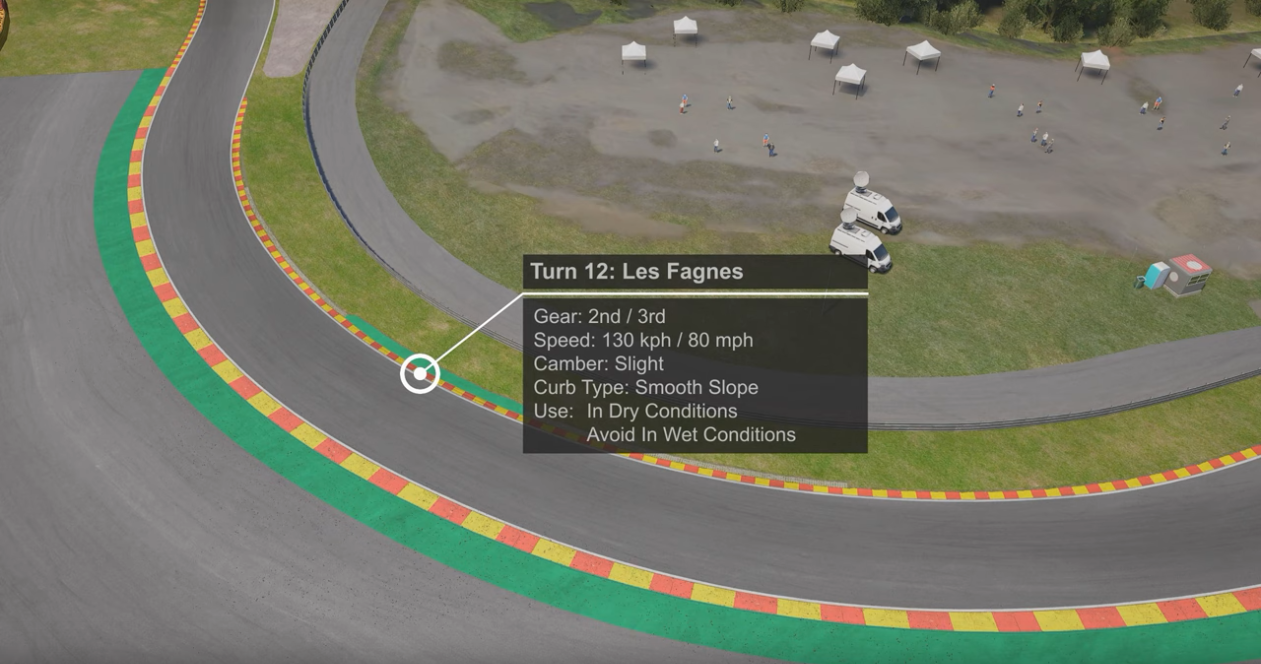 Turn 12: Les Fagnes
Gear: 2nd / 3rd
Speed: 130 kph / 80 mph
Camber: Slight
Curb Type: Smooth Slope
Use: In Dry Conditions
Avoid In Wet Conditions